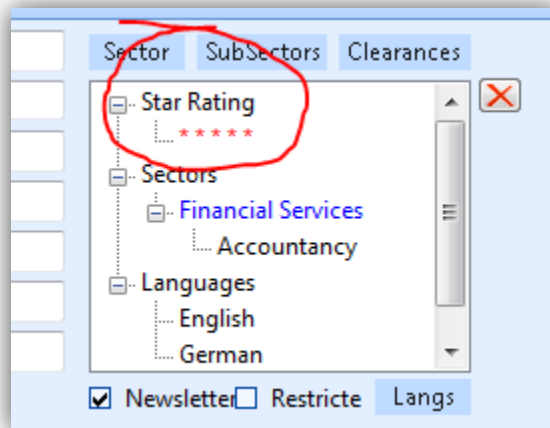 Sector SubSectors Clearances
Star Rating
*****
Sectors
Financial Services
Accountancy
Languages
English
German
Newsletter Restricte Langs